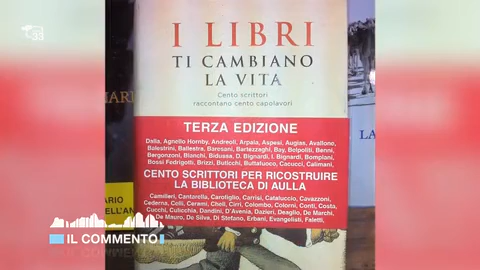 I LIBRI
TI CAMBIANO
LA VITA
Cento scrittori
raccontano cento capolavori
TERZA EDIZIONE
Dalla, Agnello Hornby, Andreoli, Arpaia, Aspesi, Augias, Avallone,
Balestrini, Ballestra, Baresani, Bartezzaghi, Bay, Belpoliti, Benni,
Bergonzoni, Bianchi, Bidussa, D. Bignardi, I. Bignardi, Bompiani,
Bossi Fedrigotti, Brizzi, Buticchi, Buttafuoco, Cacucci, Calimani,
CENTO SCRITTORI PER RICOSTRUIRE
LA BIBLIOTECA DI AULLA
Camilleri, Cantarella, Carofiglio, Carrisi, Cataluccio, Cavazzoni,
Cederna, Celli, Cerami, Cheli, Cirri, Colombo, Colorni, Conti, Costa,
Cucchi, Culicchia, Dandini, D'Avenia, Dazieri, Deaglio, De Marchi,
De Mauro, De Silva, Di Stefano, Erbani, Evangelisti, Faletti,
IL COMMENTO